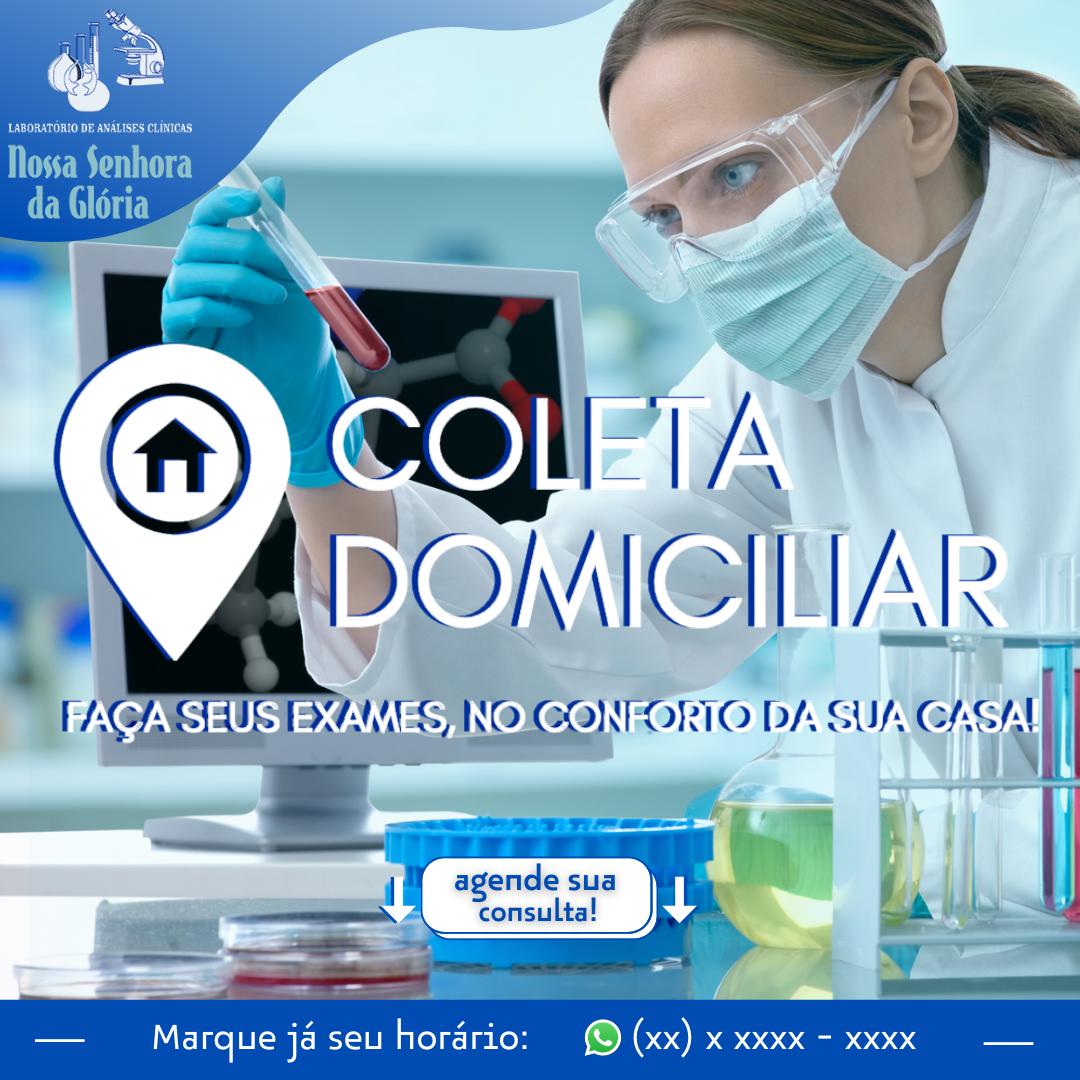 LABORATÓRIO DE ANÁLISES CLÍNICAS
Nossa Senhora
da Glória
COLETA
DOMICILIAR
FAÇA SEUS EXAMES, NO CONFORTO DA SUA CASA!
agende sua
consulta!
Marque já seu horário: (xx) x xxxx - xxxx